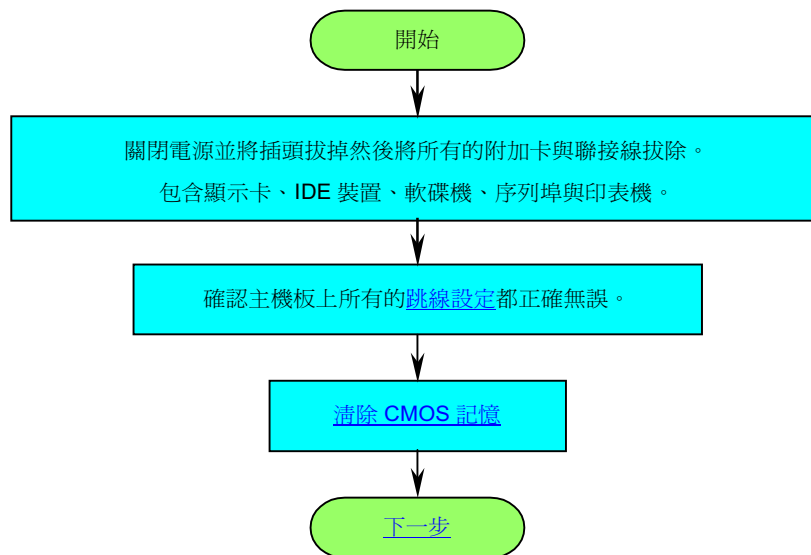 開始
關閉電源並將插頭拔掉然後將所有的附加卡與聯接線拔除。
包含顯示卡、IDE 裝置、軟碟機、序列埠與印表機。
確認主機板上所有的跳線設定都正確無誤。
清除 CMOS 記憶
下一步